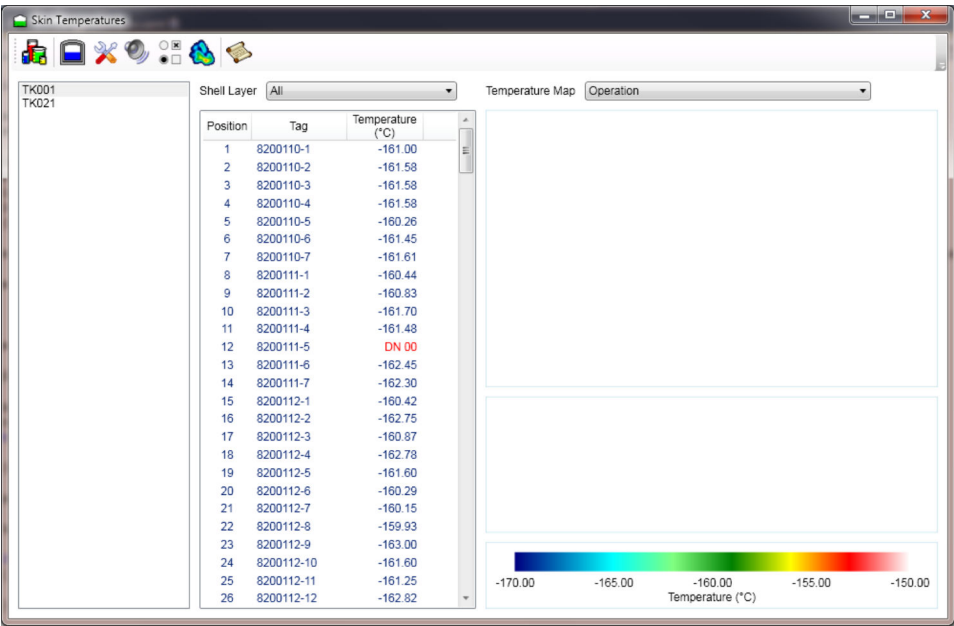 Skin Temperatures
TK001
TK021
Shell Layer All
Temperature Map Operation
Position Tag Temperature (°C)
1 8200110-1 -161.00
2 8200110-2 -161.58
3 8200110-3 -161.58
4 8200110-4 -161.58
5 8200110-5 -160.26
6 8200110-6 -161.45
7 8200110-7 -161.61
8 8200111-1 -160.44
9 8200111-2 -160.83
10 8200111-3 -161.70
11 8200111-4 -161.48
12 8200111-5 DN 00
13 8200111-6 -162.45
14 8200111-7 -162.30
15 8200112-1 -160.42
16 8200112-2 -162.75
17 8200112-3 -160.87
18 8200112-4 -162.78
19 8200112-5 -161.60
20 8200112-6 -160.29
21 8200112-7 -160.15
22 8200112-8 -159.93
23 8200112-9 -163.00
24 8200112-10 -161.60
25 8200112-11 -161.25
26 8200112-12 -162.82
-170.00 -165.00 -160.00 -155.00 -150.00
Temperature (°C)